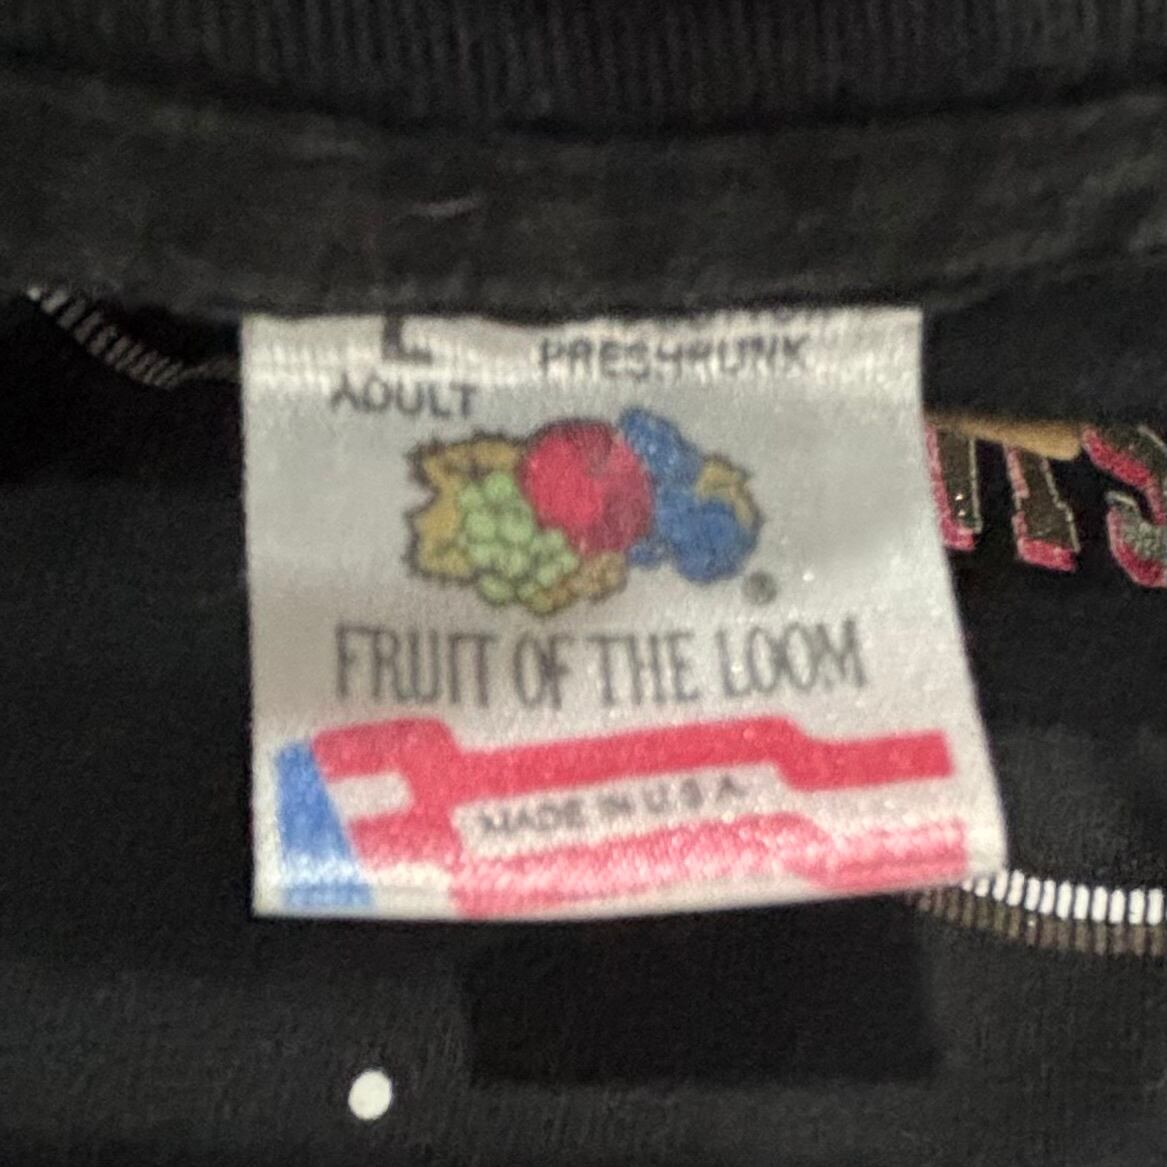 L
PRESHRUNK
ADULT
®
FRUIT OF THE LOOM
MADE IN U.S.A.